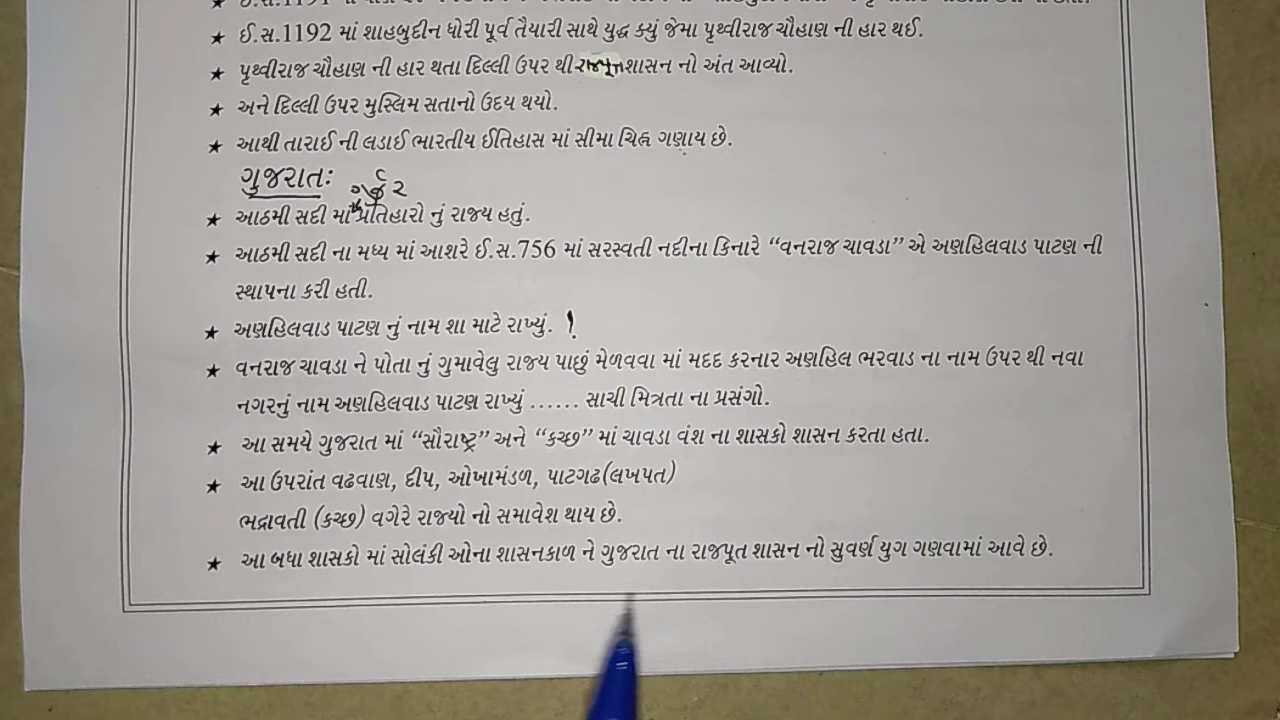 ★ ઈ.સ.1192 માં શાહબુદ્દીન ઘોરી પૂર્વ તૈયારી સાથે યુદ્ધ કર્યું જેમા પૃથ્વીરાજ ચૌહાણ ની હાર થઈ.
★ પૃથ્વીરાજ ચૌહાણ ની હાર થતા દિલ્લી ઉપર થી રાજપૂત શાસન નો અંત આવ્યો.
★ અને દિલ્લી ઉપર મુસ્લિમ સતાનો ઉદય થયો.
★ આથી તારાઈ ની લડાઈ ભારતીય ઈતિહાસ માં સીમા ચિહ્ન ગણાય છે.
ગુજરાતઃ
ગુર્જર
★ આઠમી સદી માં પ્રતિહારો નું રાજ્ય હતું.
★ આઠમી સદી ના મધ્ય માં આશરે ઈ.સ.756 માં સરસ્વતી નદીના કિનારે “વનરાજ ચાવડા” એ અણહિલવાડ પાટણ ની
સ્થાપના કરી હતી.
★ અણહિલવાડ પાટણ નું નામ શા માટે રાખ્યું. !
★ વનરાજ ચાવડા ને પોતા નું ગુમાવેલુ રાજ્ય પાછું મેળવવા માં મદદ કરનાર અણહિલ ભરવાડ ના નામ ઉપર થી નવા
નગરનું નામ અણહિલવાડ પાટણ રાખ્યું ...... સાચી મિત્રતા ના પ્રસંગો.
★ આ સમયે ગુજરાત માં “સૌરાષ્ટ્ર” અને “કચ્છ” માં ચાવડા વંશ ના શાસકો શાસન કરતા હતા.
★ આ ઉપરાંત વઢવાણ, દીપ, ઓખામંડળ, પાટગઢ(લખપત)
ભદ્રાવતી (કચ્છ) વગેરે રાજ્યો નો સમાવેશ થાય છે.
★ આ બધા શાસકો માં સોલંકી ઓના શાસનકાળ ને ગુજરાત ના રાજપૂત શાસન નો સુવર્ણ યુગ ગણવામાં આવે છે.